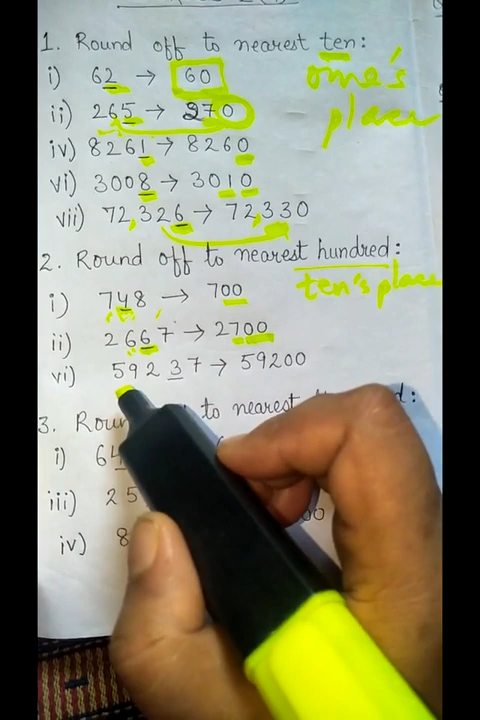 1. Round off to nearest ten:
i) 62 → 60 one's
ii) 265 → 270 place
iv) 8261 → 8260
vi) 3008 → 3010
vii) 72,326 → 72,330
2. Round off to nearest hundred:
i) 748 → 700 ten's place
ii) 2667 → 2700
vi) 59237 → 59200
3. to nearest d:
i) 6
iii) 25 00
iv) 8